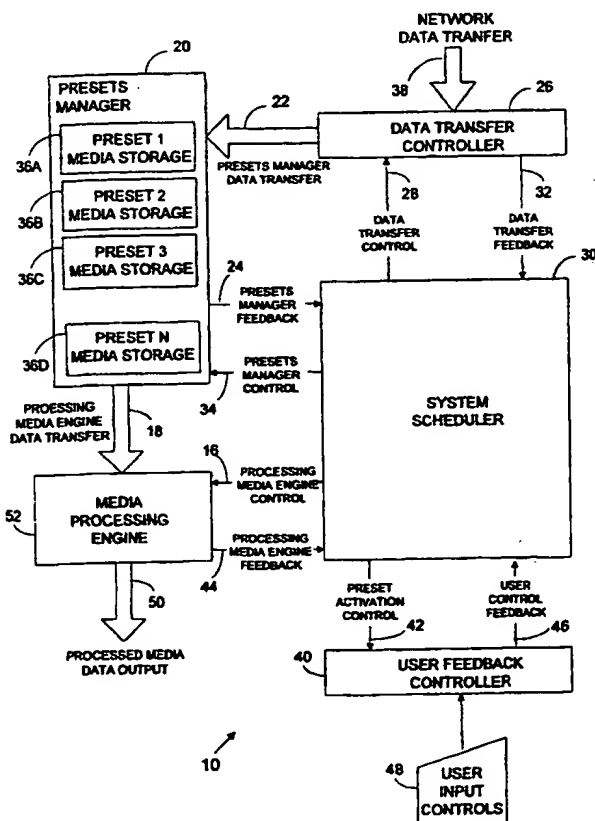 NETWORK
DATA TRANFER
38
20
PRESETS
MANAGER
PRESET 1
MEDIA STORAGE
36A
PRESET 2
MEDIA STORAGE
36B
PRESET 3
MEDIA STORAGE
36C
PRESET N
MEDIA STORAGE
36D
22
PRESETS MANAGER
DATA TRANSFER
26
DATA TRANSFER
CONTROLLER
28
DATA
TRANSFER
CONTROL
32
DATA
TRANSFER
FEEDBACK
24
PRESETS
MANAGER
FEEDBACK
30
SYSTEM
SCHEDULER
PRESETS
MANAGER
CONTROL
34
PROESSING
MEDIA ENGINE
DATA TRANSFER
18
16
PROCESSING
MEDIA ENGINE
CONTROL
52
MEDIA
PROCESSING
ENGINE
PROCESSING
MEDIA ENGINE
FEEDBACK
44
50
PROCESSED MEDIA
DATA OUTPUT
PRESET
ACTIVATION
CONTROL
42
USER
CONTROL
FEEDBACK
46
40
USER FEEDBACK
CONTROLLER
10
48
USER
INPUT
CONTROLS